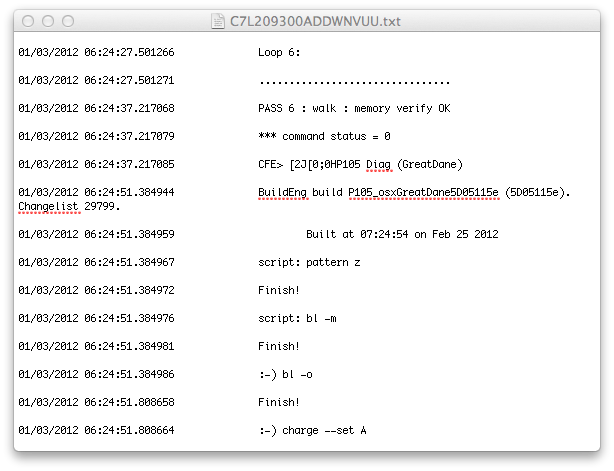 C7L209300ADDWNVUU.txt
01/03/2012 06:24:27.501266 Loop 6:
01/03/2012 06:24:27.501271 ................................
01/03/2012 06:24:37.217068 PASS 6 : walk : memory verify OK
01/03/2012 06:24:37.217079 *** command status = 0
01/03/2012 06:24:37.217085 CFE> [2J[0;0HP105 Diag (GreatDane)
01/03/2012 06:24:51.384944 BuildEng build P105_osxGreatDane5D05115e (5D05115e).
Changelist 29799.
01/03/2012 06:24:51.384959 Built at 07:24:54 on Feb 25 2012
01/03/2012 06:24:51.384967 script: pattern z
01/03/2012 06:24:51.384972 Finish!
01/03/2012 06:24:51.384976 script: bl -m
01/03/2012 06:24:51.384981 Finish!
01/03/2012 06:24:51.384986 :-) bl -o
01/03/2012 06:24:51.808658 Finish!
01/03/2012 06:24:51.808664 :-) charge --set A